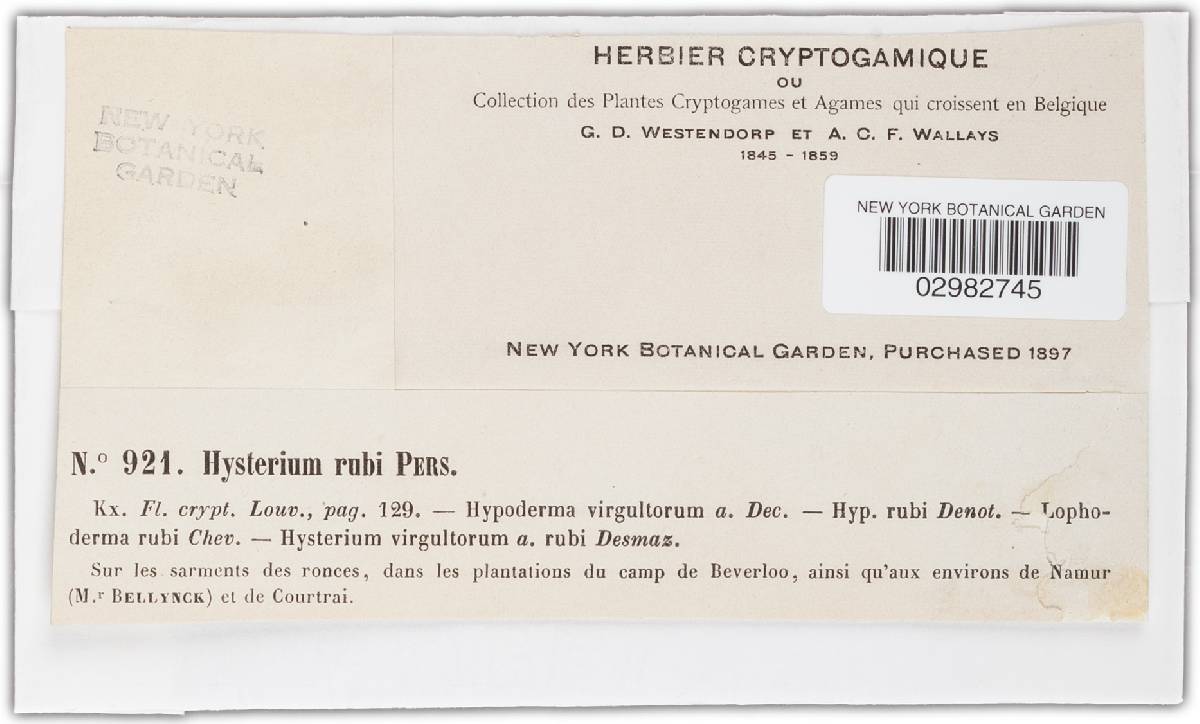 NEW YORK
BOTANICAL
GARDEN
HERBIER CRYPTOGAMIQUE
OU
Collection des Plantes Cryptogames et Agames qui croissent en Belgique
G. D. WESTENDORP ET A. C. F. WALLAYS
1845 - 1859
NEW YORK BOTANICAL GARDEN
02982745
NEW YORK BOTANICAL GARDEN, PURCHASED 1897
N.º 921. Hysterium rubi PERS.
Kx. Fl. crypt. Louv., pag. 129. — Hypoderma virgultorum a. Dec. — Hyp. rubi Denot. — Lopho-
derma rubi Chev. — Hysterium virgultorum a. rubi Desmaz.
Sur les sarments des ronces, dans les plantations du camp de Beverloo, ainsi qu'aux environs de Namur
(M.r BELLYNCK) et de Courtrai.